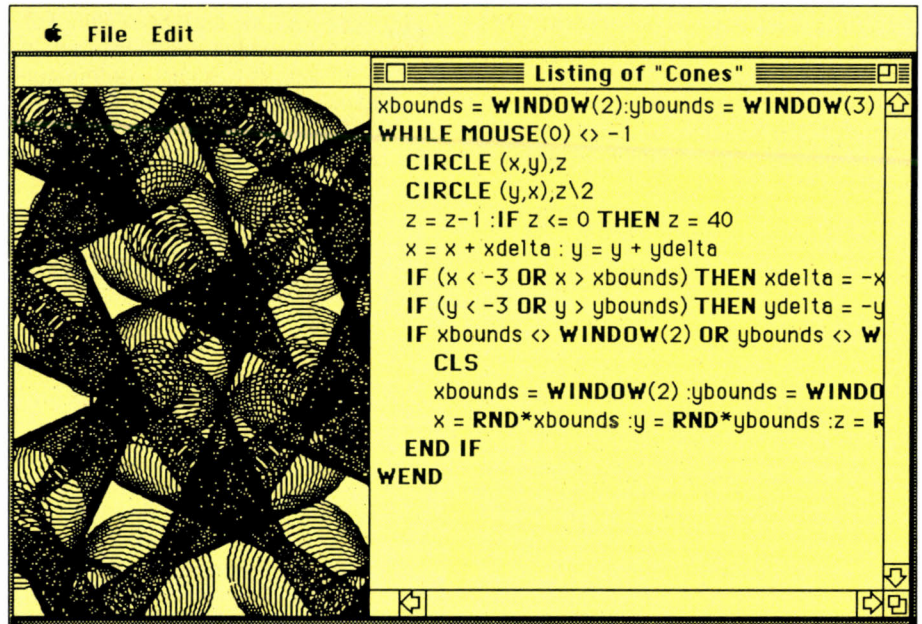 File Edit
Listing of "Cones"
xbounds = WINDOW(2):ybounds = WINDOW(3)
WHILE MOUSE(0) <> -1
CIRCLE (x,y),z
CIRCLE (y,x),z\2
z = z-1 :IF z <= 0 THEN z = 40
x = x + xdelta : y = y + ydelta
IF (x < -3 OR x > xbounds) THEN xdelta = -x
IF (y < -3 OR y > ybounds) THEN ydelta = -y
IF xbounds <> WINDOW(2) OR ybounds <> W
CLS
xbounds = WINDOW(2) :ybounds = WINDO
x = RND*xbounds :y = RND*ybounds :z = R
END IF
WEND